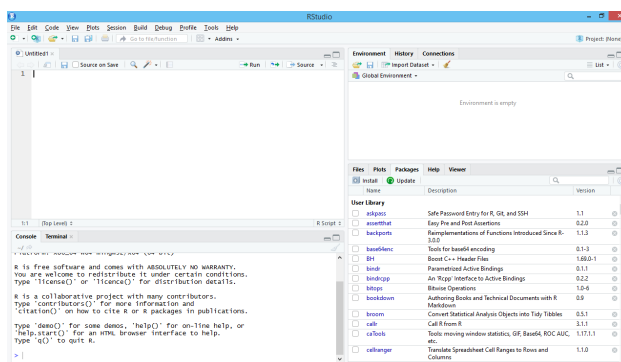 RStudio
File Edit Code View Plots Session Build Debug Profile Tools Help
Go to file/function Addins
Project: (None
Untitled1
Source on Save Run Source
1
1:1 (Top Level) R Script
Console Terminal
R is free software and comes with ABSOLUTELY NO WARRANTY.
You are welcome to redistribute it under certain conditions.
Type 'license()' or 'licence()' for distribution details.
R is a collaborative project with many contributors.
Type 'contributors()' for more information and
'citation()' on how to cite R or R packages in publications.
Type 'demo()' for some demos, 'help()' for on-line help, or
'help.start()' for an HTML browser interface to help.
Type 'q()' to quit R.
>
Environment History Connections
Import Dataset List
Global Environment
Environment is empty
Files Plots Packages Help Viewer
Install Update
Name Description Version
User Library
askpass Safe Password Entry for R, Git, and SSH 1.1
assertthat Easy Pre and Post Assertions 0.2.0
backports Reimplementations of Functions Introduced Since R-
3.0.0 1.1.3
base64enc Tools for base64 encoding 0.1-3
BH Boost C++ Header Files 1.69.0-1
bindr Parametrized Active Bindings 0.1.1
bindrcpp An 'Rcpp' Interface to Active Bindings 0.2.2
bitops Bitwise Operations 1.0-6
bookdown Authoring Books and Technical Documents with R
Markdown 0.9
broom Convert Statistical Analysis Objects into Tidy Tibbles 0.5.1
callr Call R from R 3.1.1
caTools Tools: moving window statistics, GIF, Base64, ROC AUC,
etc. 1.17.1.1
cellranger Translate Spreadsheet Cell Ranges to Rows and
Columns 1.1.0